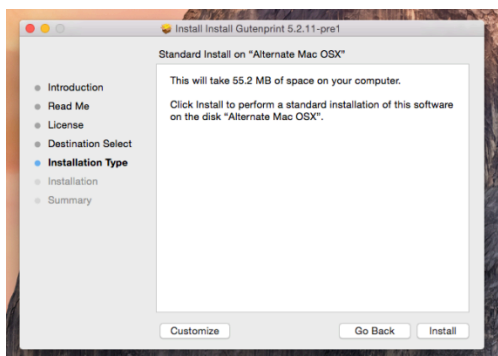 Install Install Gutenprint 5.2.11-pre1
Standard Install on “Alternate Mac OSX”
Introduction
Read Me
License
Destination Select
Installation Type
Installation
Summary
This will take 55.2 MB of space on your computer.
Click Install to perform a standard installation of this software
on the disk “Alternate Mac OSX”.
Customize
Go Back
Install